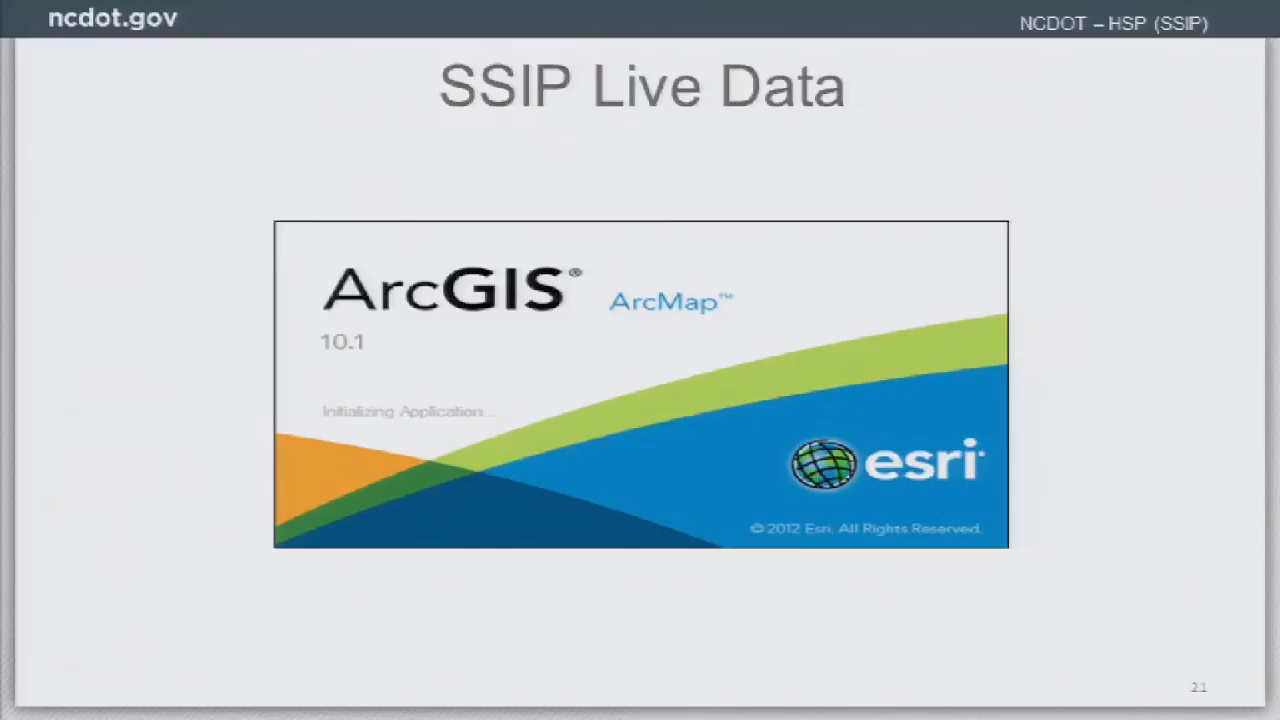 ncdot.gov
NCDOT – HSP (SSIP)
SSIP Live Data
ArcGIS® ArcMap™
10.1
Initializing Application...
esri®
© 2012 Esri. All Rights Reserved.
21